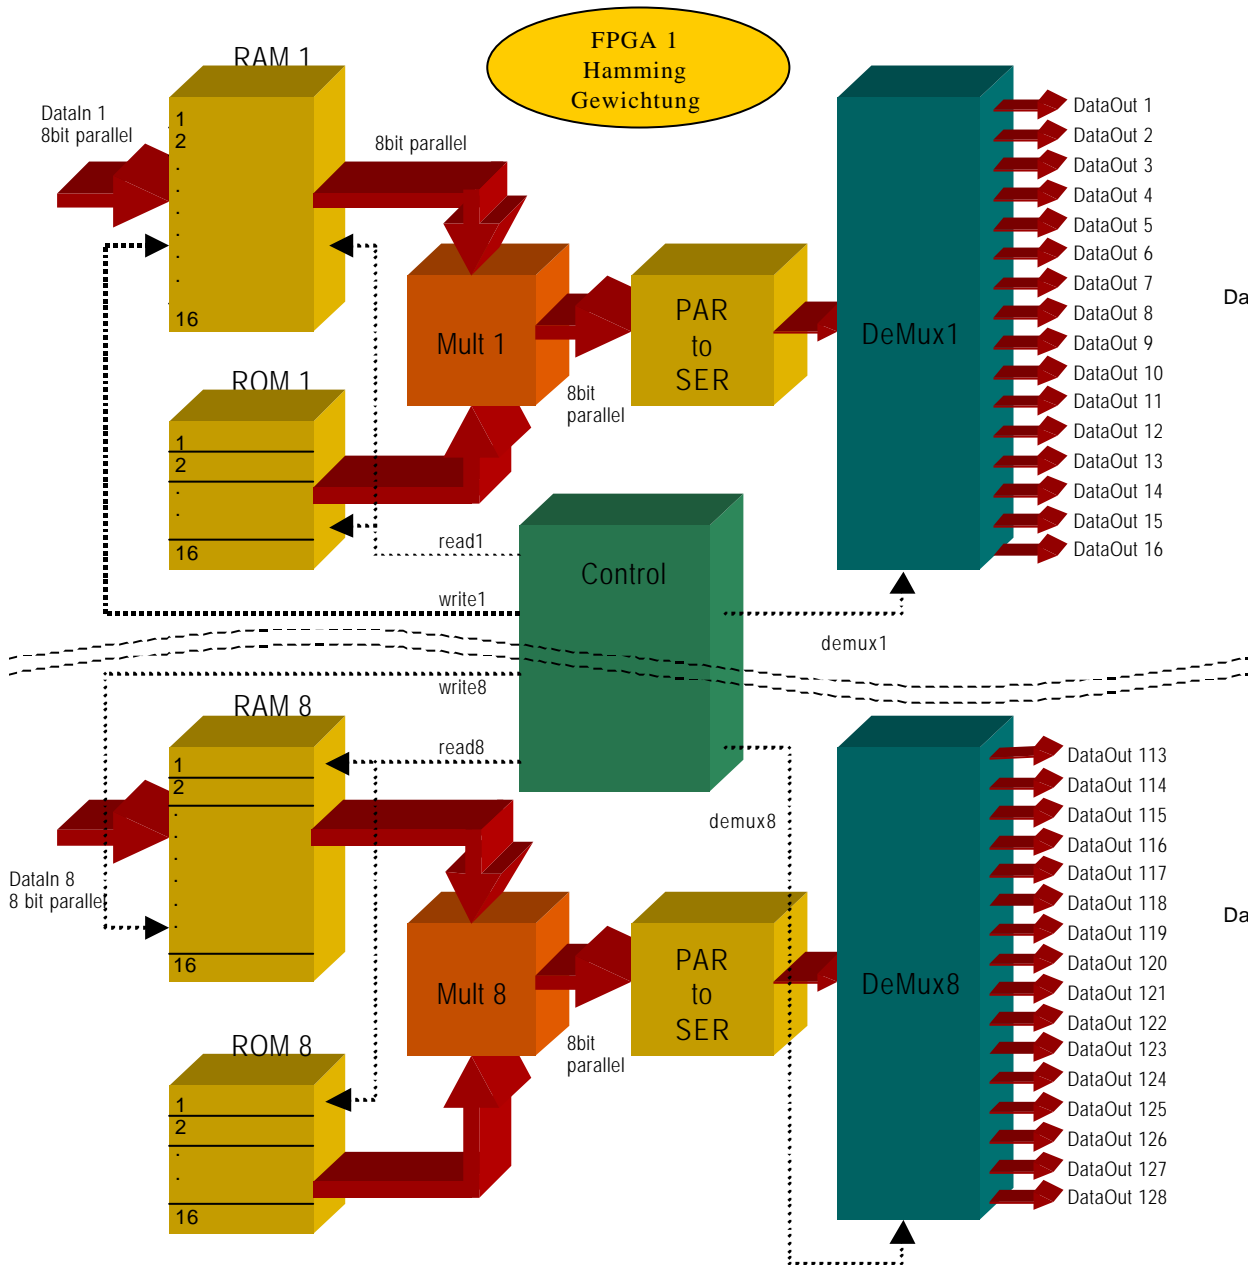 FPGA 1
Hamming
Gewichtung
RAM 1
DataIn 1
8bit parallel
1
2
.
.
.
.
.
.
16
8bit parallel
Mult 1
8bit
parallel
PAR
to
SER
DeMux1
DataOut 1
DataOut 2
DataOut 3
DataOut 4
DataOut 5
DataOut 6
DataOut 7
DataOut 8
DataOut 9
DataOut 10
DataOut 11
DataOut 12
DataOut 13
DataOut 14
DataOut 15
DataOut 16
Da
ROM 1
1
2
.
.
16
read1
write1
Control
demux1
write8
read8
demux8
RAM 8
1
2
.
.
.
.
.
16
DataIn 8
8 bit parallel
Mult 8
8bit
parallel
PAR
to
SER
DeMux8
DataOut 113
DataOut 114
DataOut 115
DataOut 116
DataOut 117
DataOut 118
DataOut 119
DataOut 120
DataOut 121
DataOut 122
DataOut 123
DataOut 124
DataOut 125
DataOut 126
DataOut 127
DataOut 128
Da
ROM 8
1
2
.
.
16